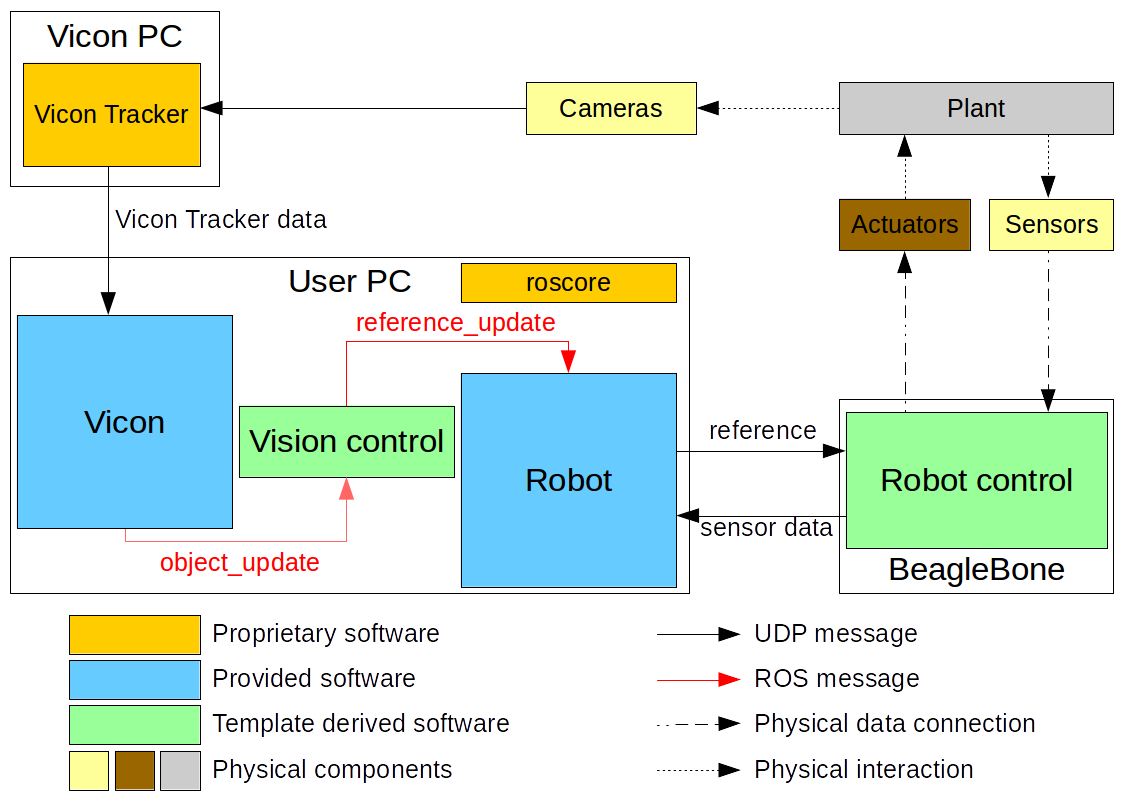 Vicon PC
Vicon Tracker
Cameras
Plant
Vicon Tracker data
Actuators
Sensors
User PC
roscore
reference_update
Vicon
Vision control
Robot
reference
Robot control
sensor data
object_update
BeagleBone
Proprietary software
UDP message
Provided software
ROS message
Template derived software
Physical data connection
Physical components
Physical interaction